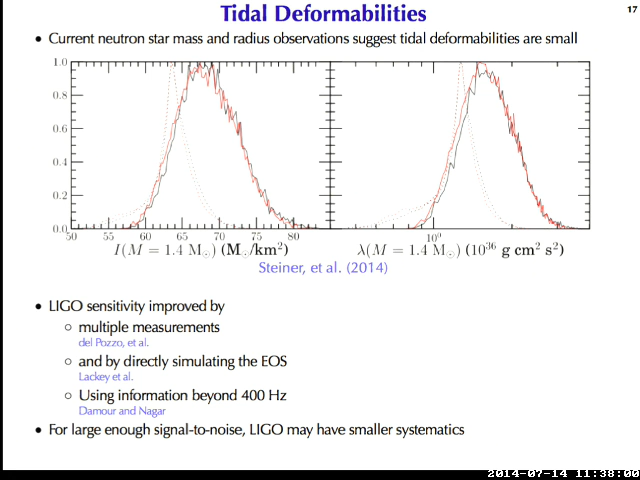 Tidal Deformabilities
17
• Current neutron star mass and radius observations suggest tidal deformabilities are small
1.0
0.8
0.6
0.4
0.2
0.0
50 55 60 65 70 75 80
10⁰
I(M = 1.4 M☉) (M☉/km²)
λ(M = 1.4 M☉) (10³⁶ g cm² s²)
Steiner, et al. (2014)
• LIGO sensitivity improved by
○ multiple measurements
del Pozzo, et al.
○ and by directly simulating the EOS
Lackey et al.
○ Using information beyond 400 Hz
Damour and Nagar
• For large enough signal-to-noise, LIGO may have smaller systematics
2014-07-14 11:38:00